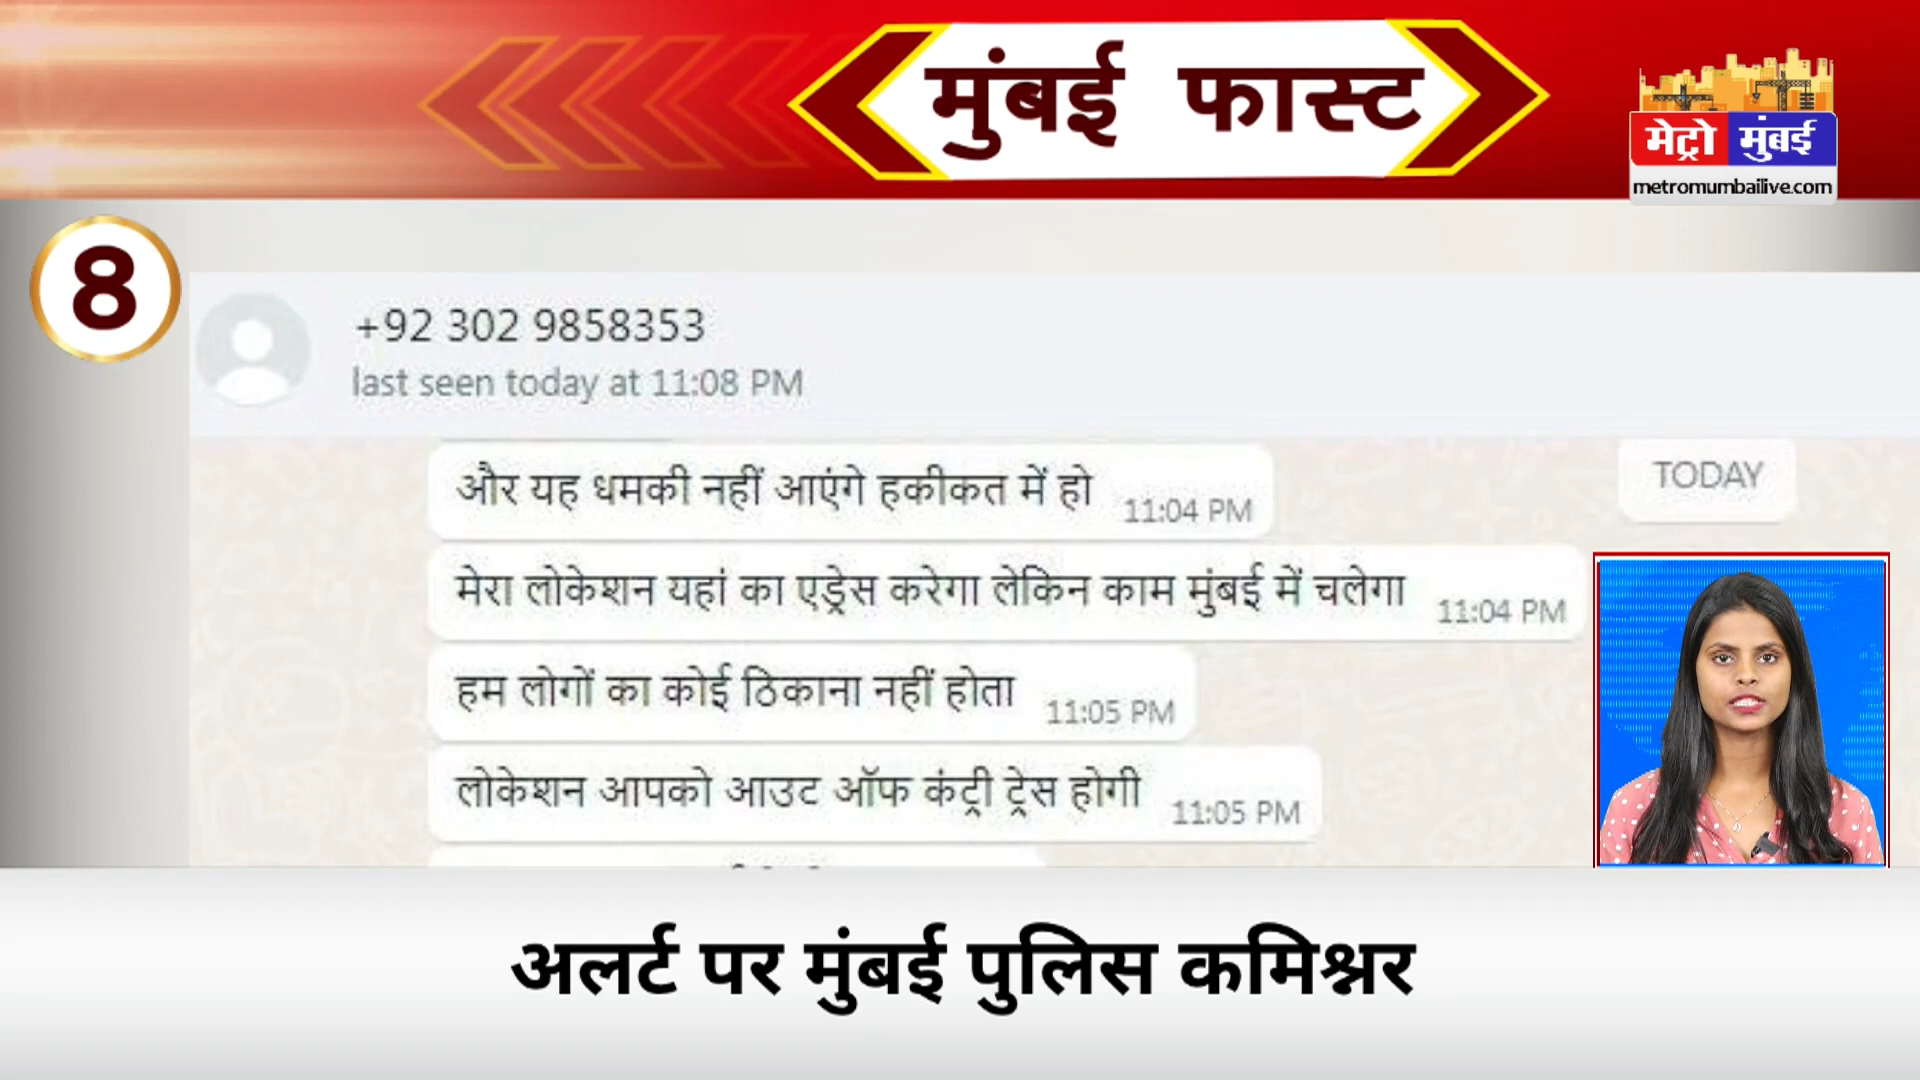 मुंबई फास्ट
मेट्रो मुंबई
metromumbailive.com
8
+92 302 9858353
last seen today at 11:08 PM
TODAY
और यह धमकी नहीं आएंगे हकीकत में हो 11:04 PM
मेरा लोकेशन यहां का एड्रेस करेगा लेकिन काम मुंबई में चलेगा 11:04 PM
हम लोगों का कोई ठिकाना नहीं होता 11:05 PM
लोकेशन आपको आउट ऑफ कंट्री ट्रेस होगी 11:05 PM
अलर्ट पर मुंबई पुलिस कमिश्नर